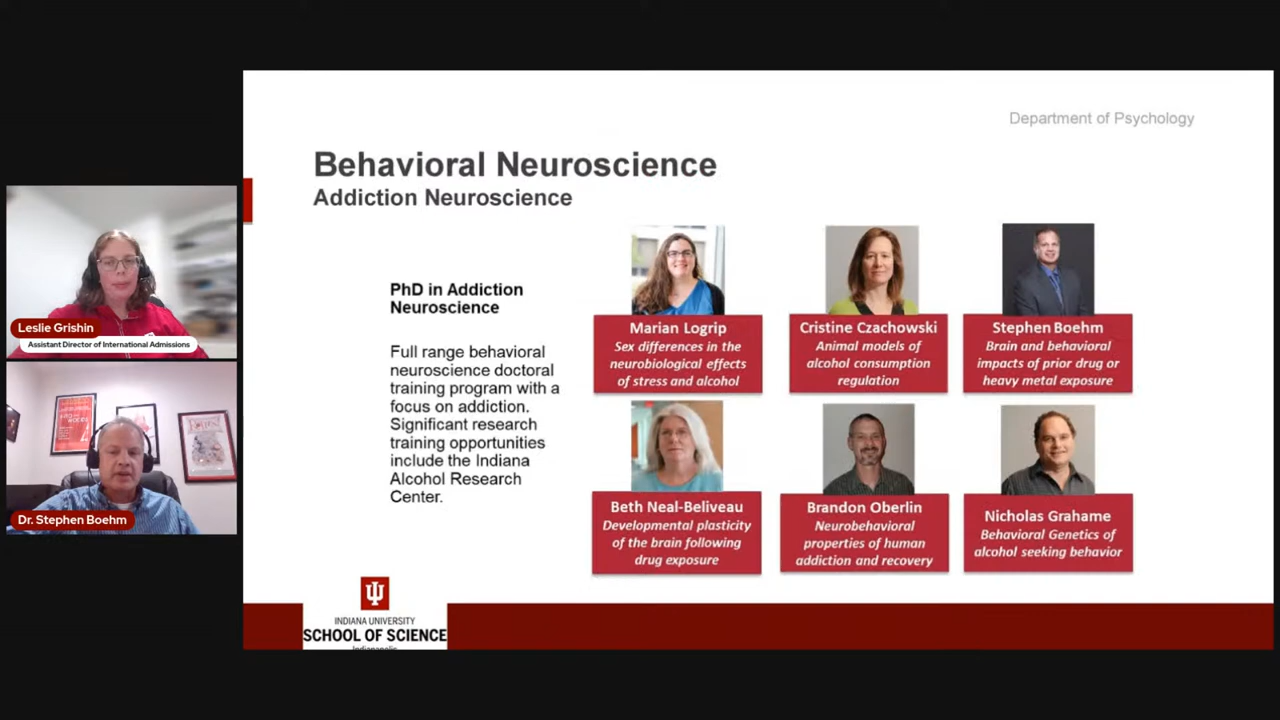 Department of Psychology
Behavioral Neuroscience
Addiction Neuroscience
PhD in Addiction
Neuroscience
Full range behavioral
neuroscience doctoral
training program with a
focus on addiction.
Significant research
training opportunities
include the Indiana
Alcohol Research
Center.
Marian Logrip
Sex differences in the
neurobiological effects
of stress and alcohol
Cristine Czachowski
Animal models of
alcohol consumption
regulation
Stephen Boehm
Brain and behavioral
impacts of prior drug or
heavy metal exposure
Beth Neal-Beliveau
Developmental plasticity
of the brain following
drug exposure
Brandon Oberlin
Neurobehavioral
properties of human
addiction and recovery
Nicholas Grahame
Behavioral Genetics of
alcohol seeking behavior
INDIANA UNIVERSITY
SCHOOL OF SCIENCE
Indianapolis
Leslie Grishin
Assistant Director of International Admissions
Dr. Stephen Boehm